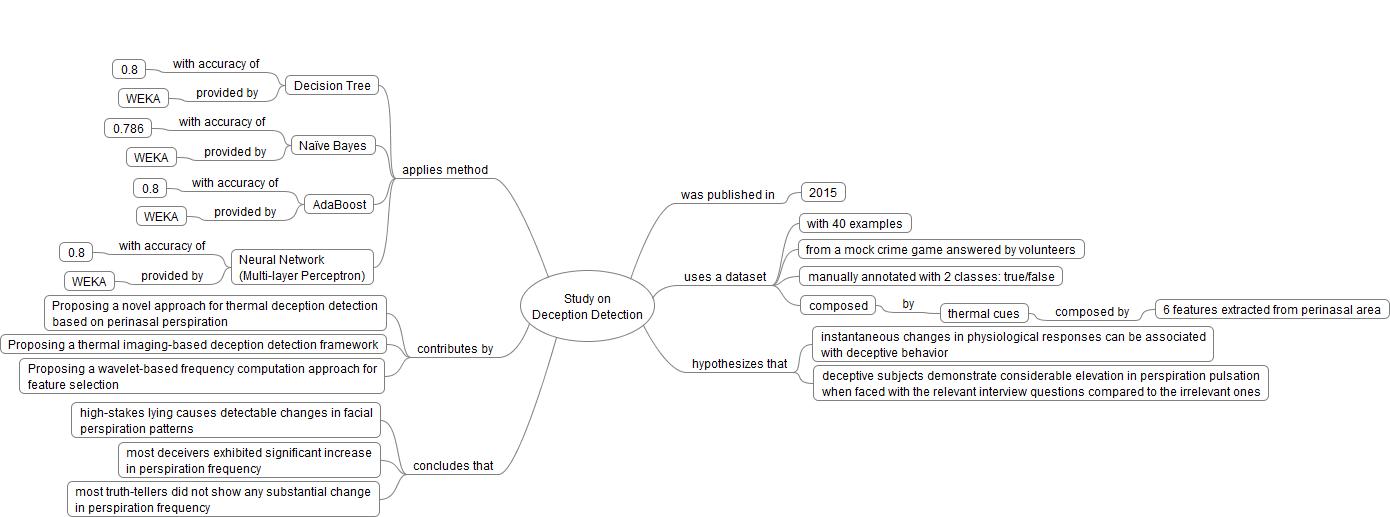 Study on
Deception Detection
applies method
Decision Tree
with accuracy of
0.8
provided by
WEKA
Naïve Bayes
with accuracy of
0.786
provided by
WEKA
AdaBoost
with accuracy of
0.8
provided by
WEKA
Neural Network
(Multi-layer Perceptron)
with accuracy of
0.8
provided by
WEKA
contributes by
Proposing a novel approach for thermal deception detection
based on perinasal perspiration
Proposing a thermal imaging-based deception detection framework
Proposing a wavelet-based frequency computation approach for
feature selection
concludes that
high-stakes lying causes detectable changes in facial
perspiration patterns
most deceivers exhibited significant increase
in perspiration frequency
most truth-tellers did not show any substantial change
in perspiration frequency
was published in
2015
uses a dataset
with 40 examples
from a mock crime game answered by volunteers
manually annotated with 2 classes: true/false
composed
by
thermal cues
composed by
6 features extracted from perinasal area
hypothesizes that
instantaneous changes in physiological responses can be associated
with deceptive behavior
deceptive subjects demonstrate considerable elevation in perspiration pulsation
when faced with the relevant interview questions compared to the irrelevant ones